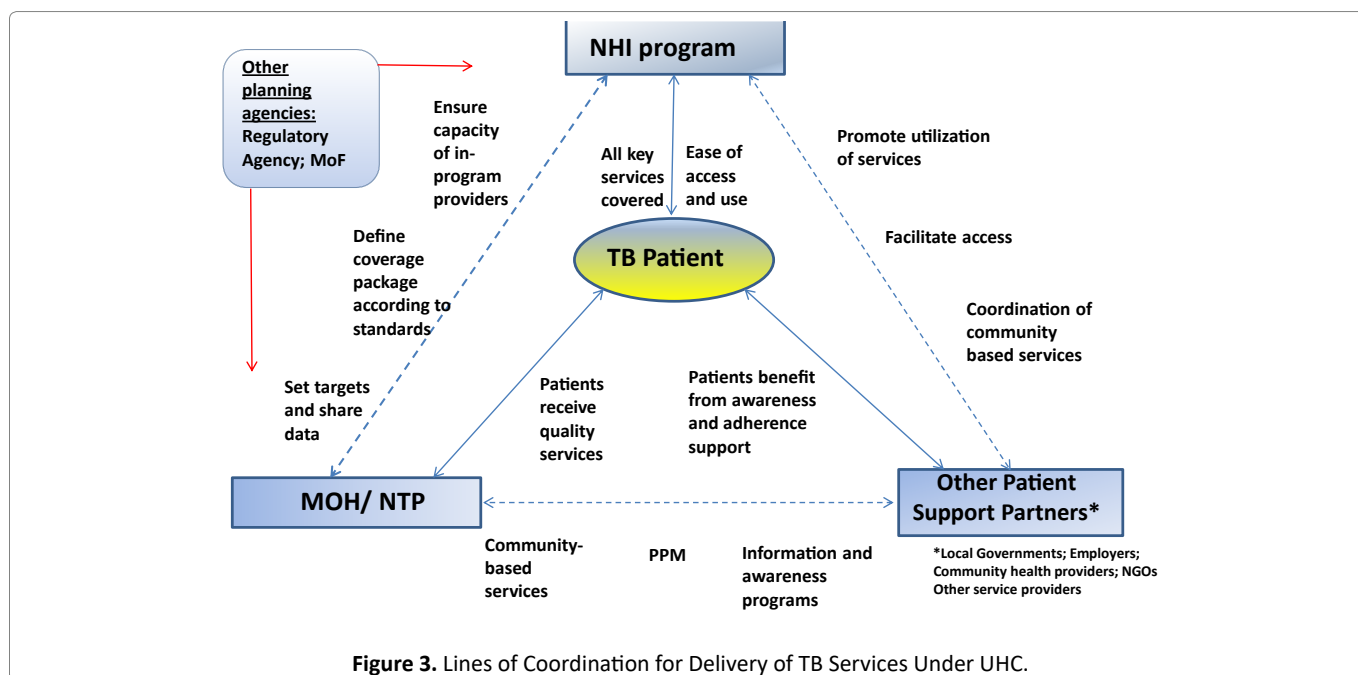 NHI program
Other
planning
agencies:
Regulatory
Agency; MoF
Ensure
capacity
of in-
program
providers
All key
services
covered
Ease of
access
and use
Promote utilization
of services
Define
coverage
package
according to
standards
TB Patient
Facilitate access
Coordination of
community
based services
Set targets
and share
data
Patients
receive
quality
services
Patients benefit
from awareness
and adherence
support
MOH/ NTP
Other Patient
Support Partners*
Community-
based
services
PPM
Information and
awareness
programs
*Local Governments; Employers;
Community health providers; NGOs
Other service providers
Figure 3. Lines of Coordination for Delivery of TB Services Under UHC.